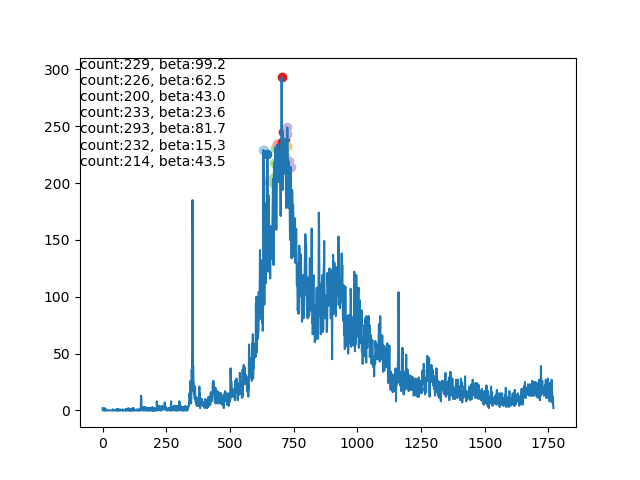 count:229, beta:99.2
count:226, beta:62.5
count:200, beta:43.0
count:233, beta:23.6
count:293, beta:81.7
count:232, beta:15.3
count:214, beta:43.5
300
250
200
150
100
50
0
0 250 500 750 1000 1250 1500 1750